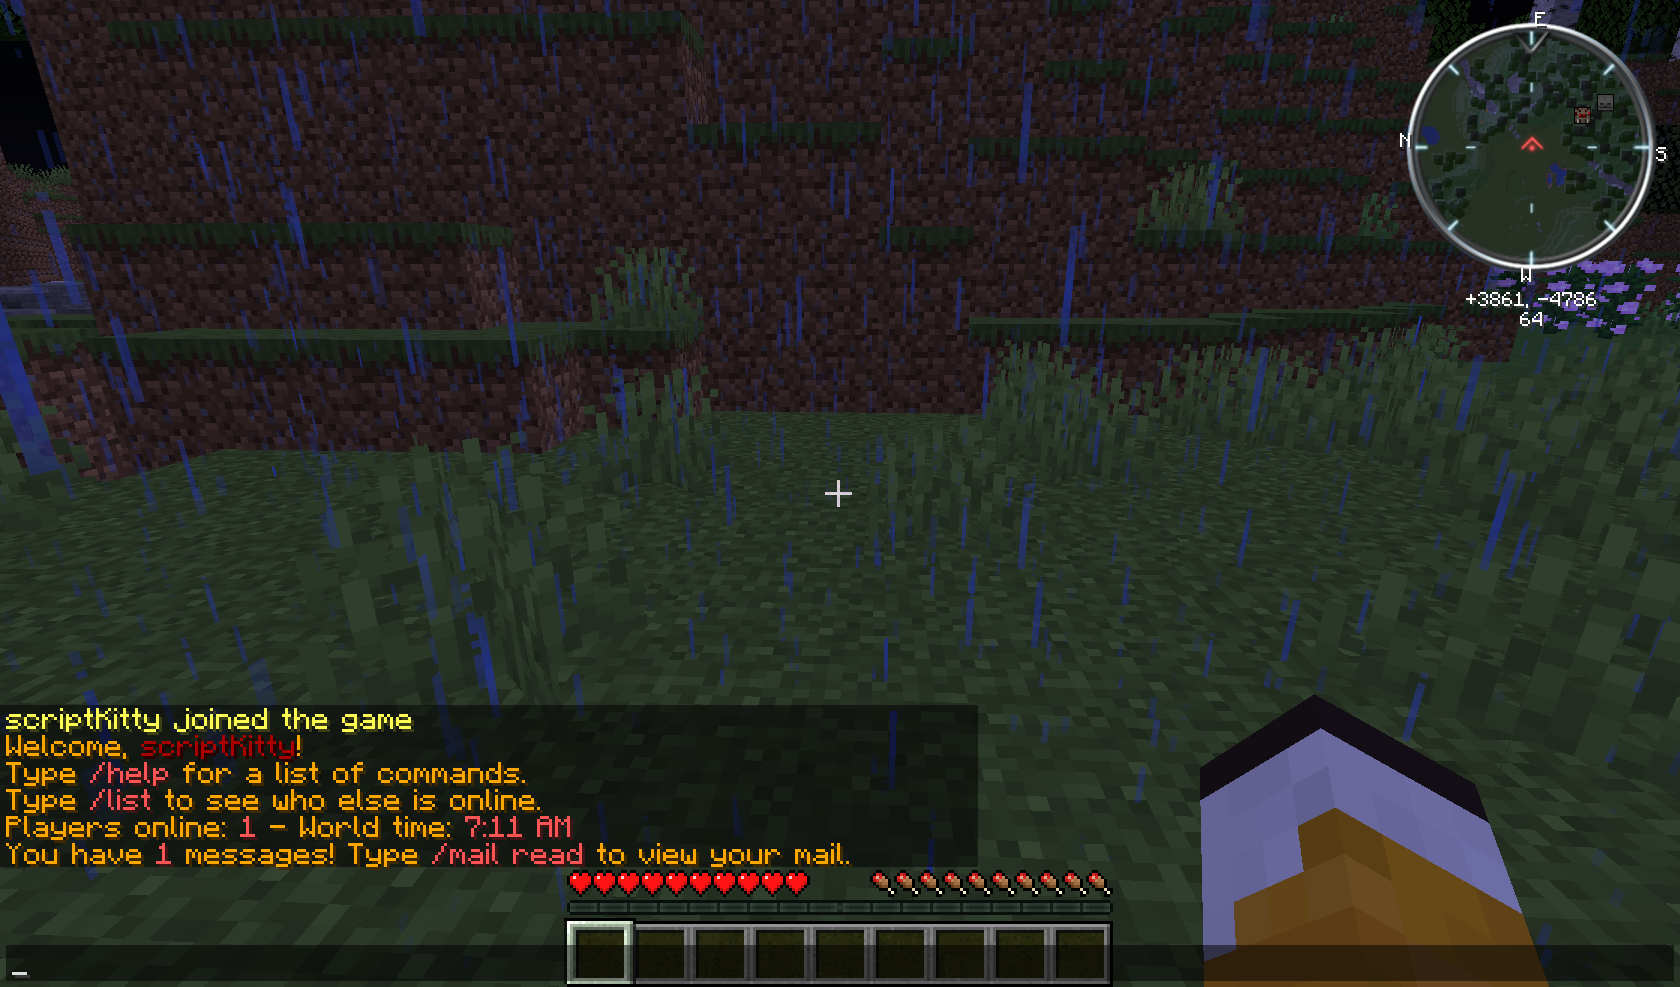 E
N
S
W
+3861, -4786
64
scriptKitty joined the game
Welcome, scriptKitty!
Type /help for a list of commands.
Type /list to see who else is online.
Players online: 1 - World time: 7:11 AM
You have 1 messages! Type /mail read to view your mail.
_